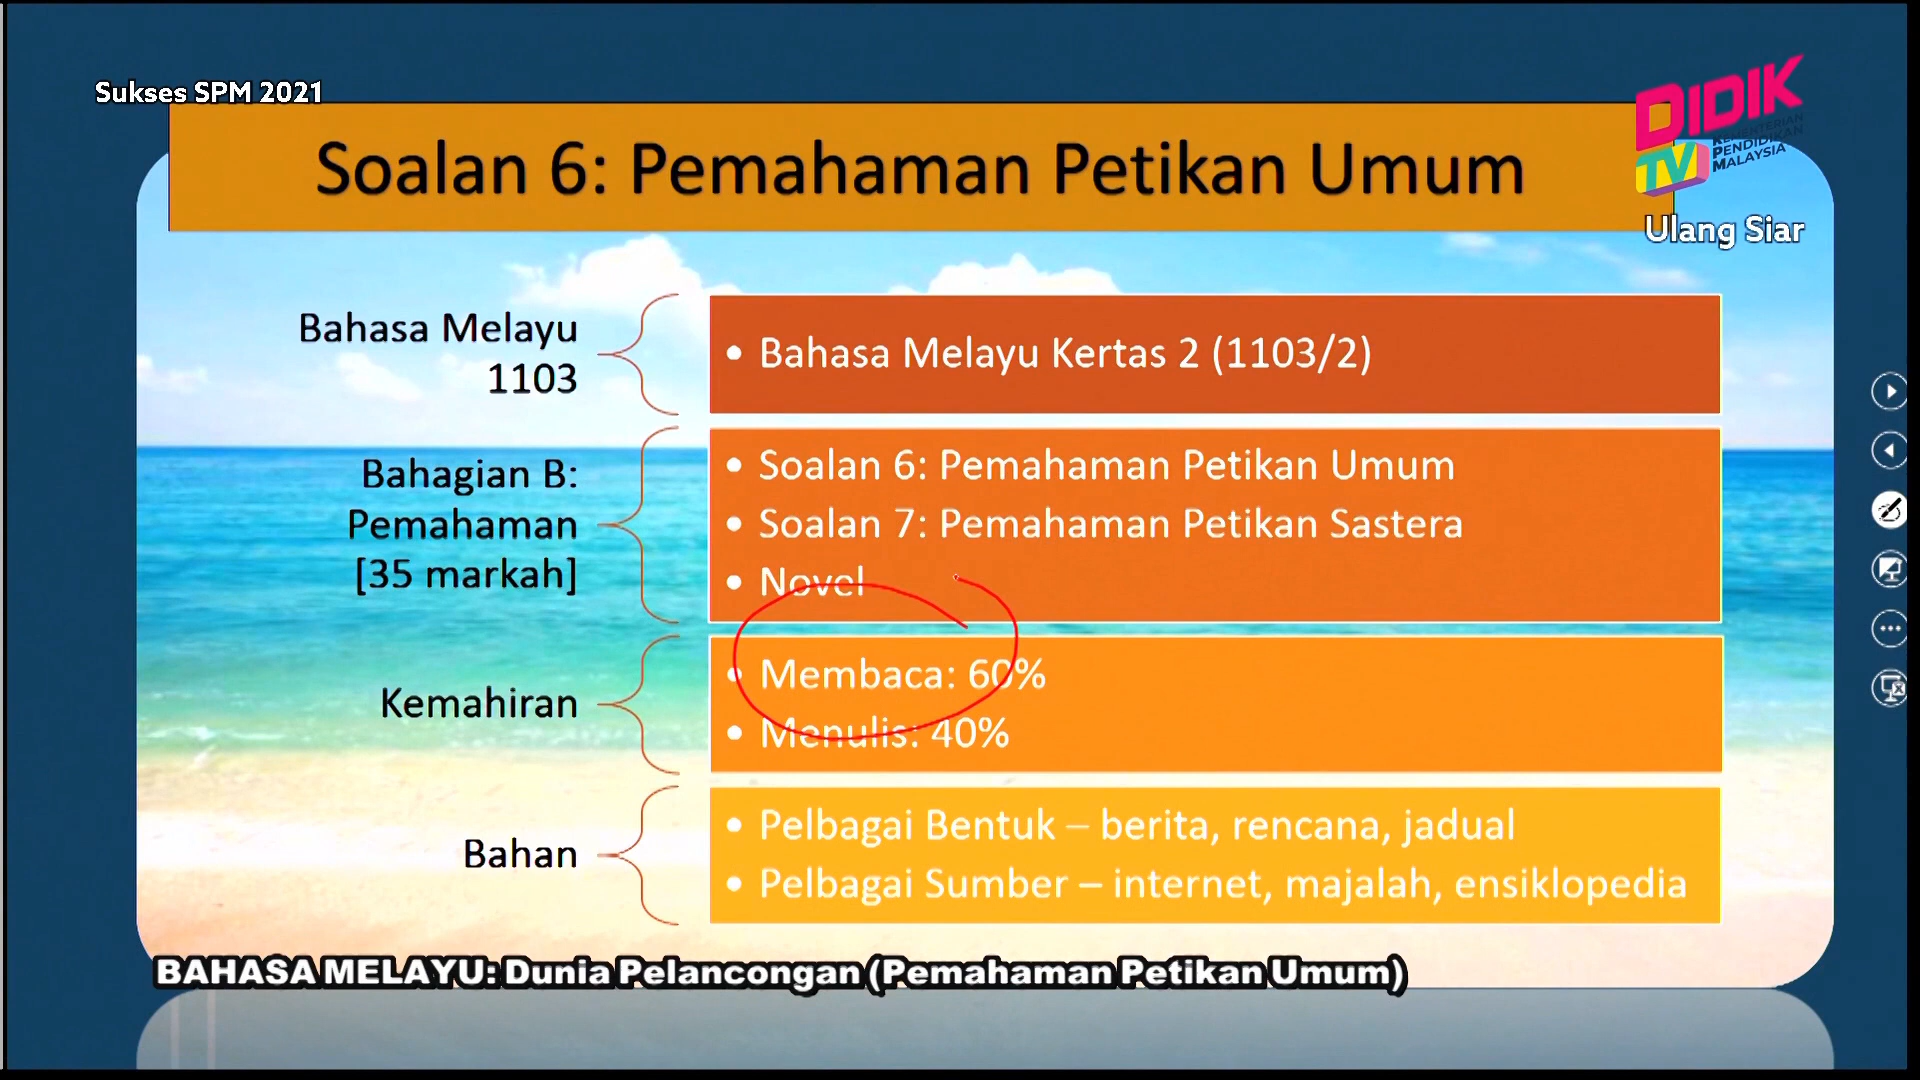 Sukses SPM 2021
DIDIK
TV
KEMENTERIAN
PENDIDIKAN
MALAYSIA
Ulang Siar
Soalan 6: Pemahaman Petikan Umum
Bahasa Melayu
1103
• Bahasa Melayu Kertas 2 (1103/2)
Bahagian B:
Pemahaman
[35 markah]
• Soalan 6: Pemahaman Petikan Umum
• Soalan 7: Pemahaman Petikan Sastera
• Novel
Kemahiran
• Membaca: 60%
• Menulis: 40%
Bahan
• Pelbagai Bentuk – berita, rencana, jadual
• Pelbagai Sumber – internet, majalah, ensiklopedia
BAHASA MELAYU: Dunia Pelancongan (Pemahaman Petikan Umum)